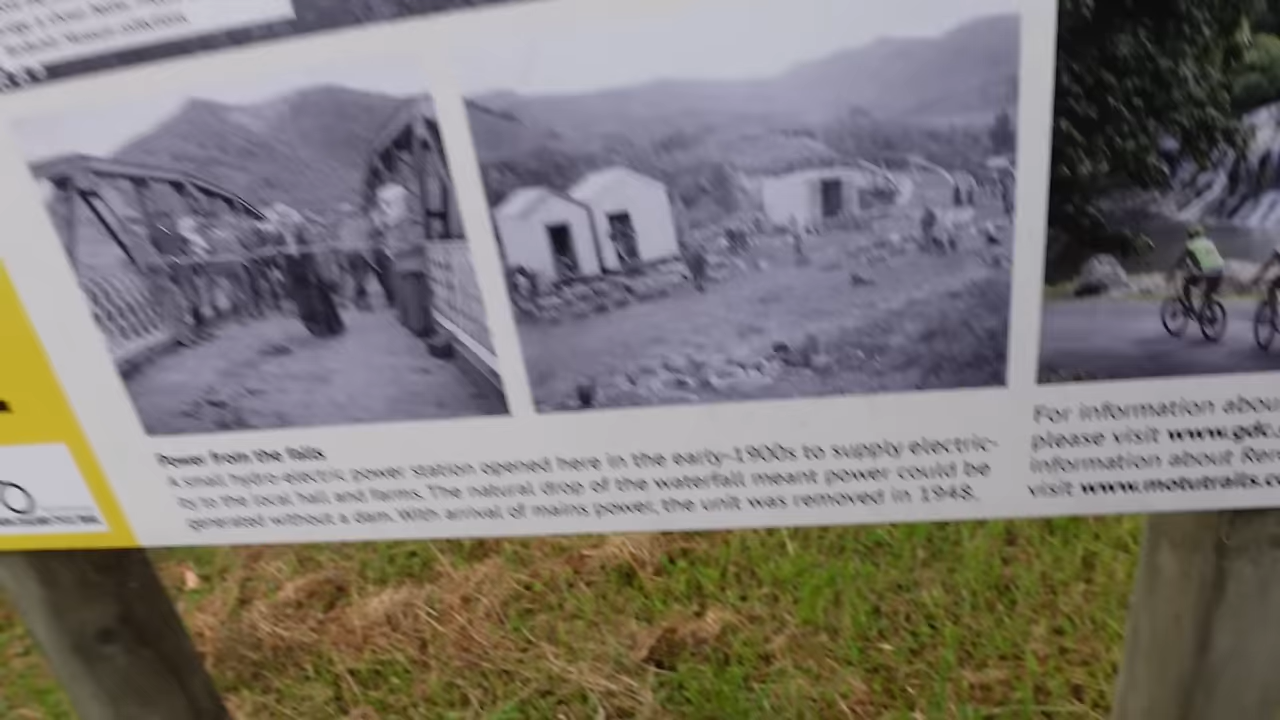 Power from the falls
A small hydro-electric power station opened here in the early-1900s to supply electric-
ity to the local hall and farms. The natural drop of the waterfall meant power could be
generated without a dam. With arrival of mains power, the unit was removed in 1948.
For information about
please visit www.gdc.
information about
visit www.motutrails.co